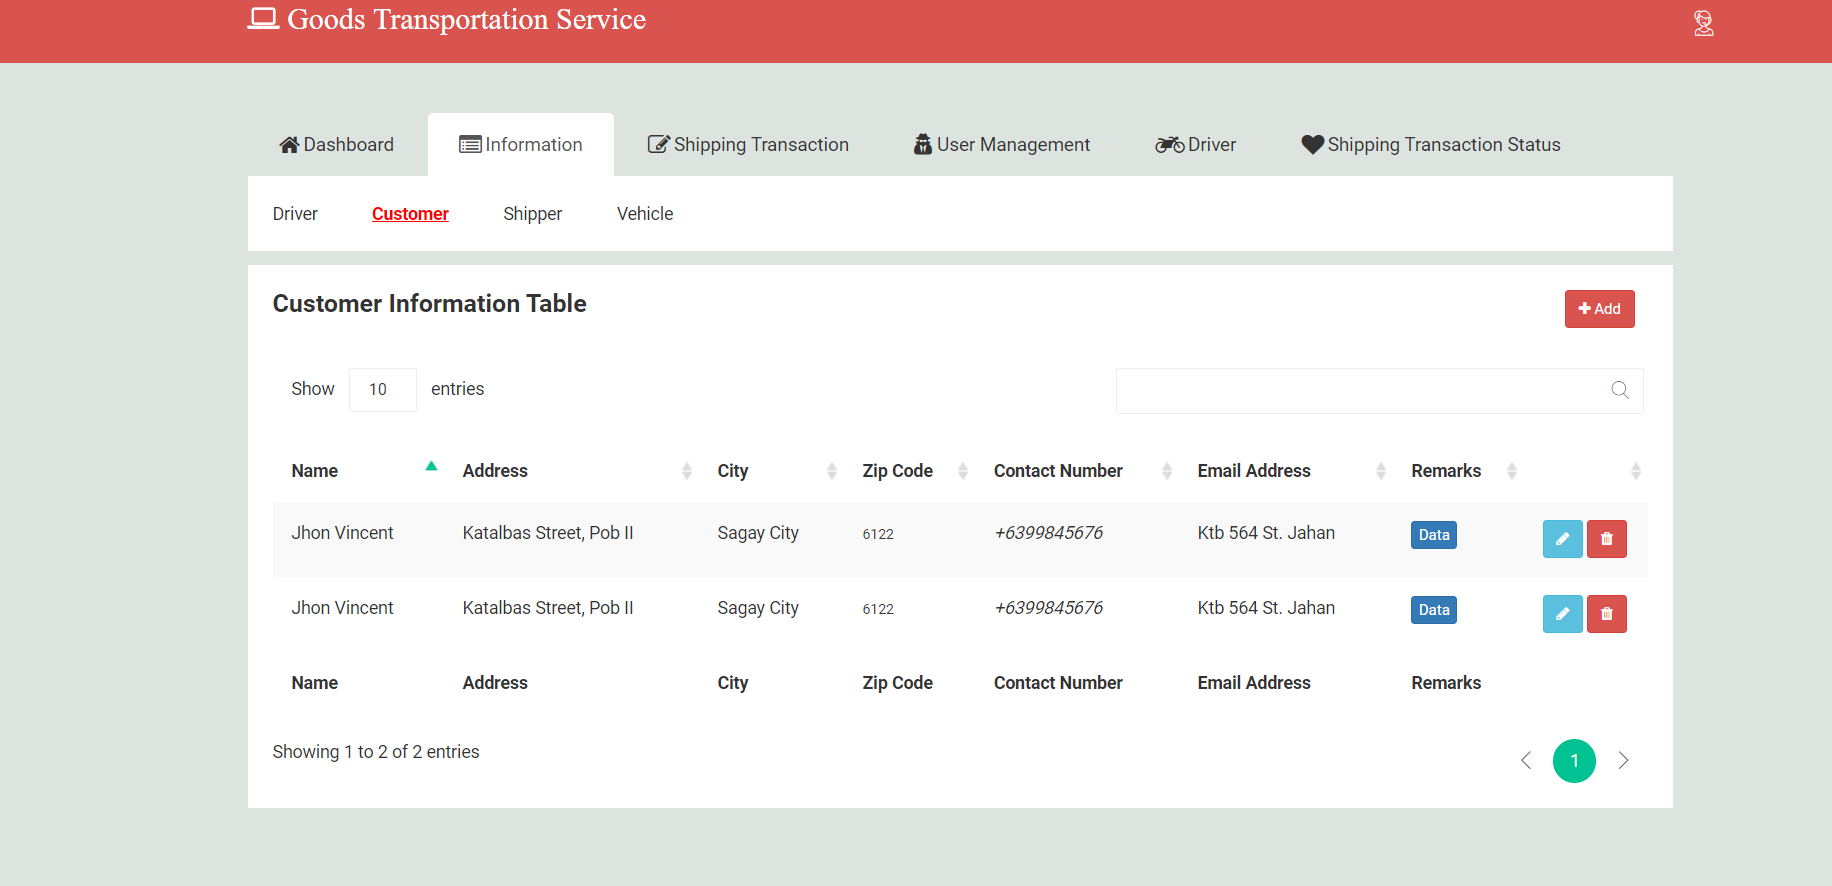 Goods Transportation Service
Dashboard Information Shipping Transaction User Management Driver Shipping Transaction Status
Driver Customer Shipper Vehicle
Customer Information Table
Add
Show 10 entries
Name Address City Zip Code Contact Number Email Address Remarks
Jhon Vincent Katalbas Street, Pob II Sagay City 6122 +6399845676 Ktb 564 St. Jahan Data
Jhon Vincent Katalbas Street, Pob II Sagay City 6122 +6399845676 Ktb 564 St. Jahan Data
Name Address City Zip Code Contact Number Email Address Remarks
Showing 1 to 2 of 2 entries
1